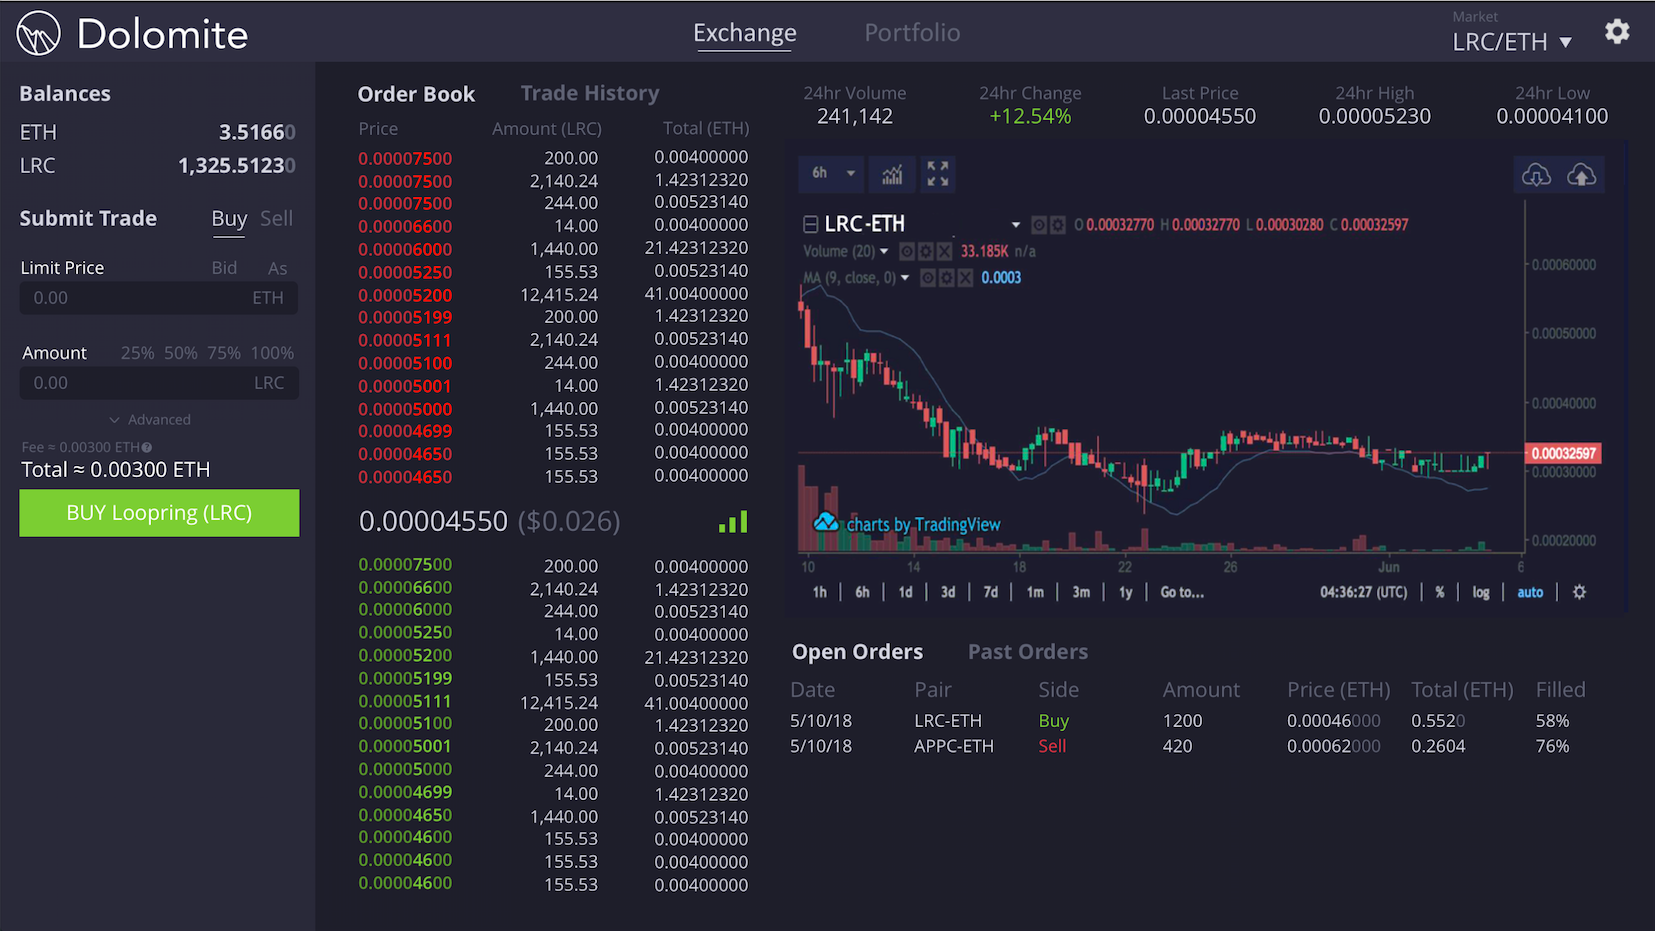 Dolomite
Exchange Portfolio
Market
LRC/ETH
Balances
ETH 3.51660
LRC 1,325.51230
Submit Trade Buy Sell
Limit Price Bid As
0.00 ETH
Amount 25% 50% 75% 100%
0.00 LRC
Advanced
Fee ≈ 0.00300 ETH
Total ≈ 0.00300 ETH
BUY Loopring (LRC)
Order Book Trade History
Price Amount (LRC) Total (ETH)
0.00007500 200.00 0.00400000
0.00007500 2,140.24 1.42312320
0.00007500 244.00 0.00523140
0.00006600 14.00 0.00400000
0.00006000 1,440.00 21.42312320
0.00005250 155.53 0.00523140
0.00005200 12,415.24 41.00400000
0.00005199 200.00 1.42312320
0.00005111 2,140.24 0.00523140
0.00005100 244.00 0.00400000
0.00005001 14.00 1.42312320
0.00005000 1,440.00 0.00523140
0.00004699 155.53 0.00400000
0.00004650 155.53 0.00400000
0.00004650 155.53 0.00400000
0.00004550 ($0.026)
0.00007500 200.00 0.00400000
0.00006600 2,140.24 1.42312320
0.00006000 244.00 0.00523140
0.00005250 14.00 0.00400000
0.00005200 1,440.00 21.42312320
0.00005199 155.53 0.00523140
0.00005111 12,415.24 41.00400000
0.00005100 200.00 1.42312320
0.00005001 2,140.24 0.00523140
0.00005000 244.00 0.00400000
0.00004699 14.00 1.42312320
0.00004650 1,440.00 0.00523140
0.00004600 155.53 0.00400000
0.00004600 155.53 0.00400000
0.00004600 155.53 0.00400000
24hr Volume 24hr Change Last Price 24hr High 24hr Low
241,142 +12.54% 0.00004550 0.00005230 0.00004100
6h
LRC-ETH O 0.00032770 H 0.00032770 L 0.00030280 C 0.00032597
Volume (20) 33.185K n/a
MA (9, close, 0) 0.0003
0.00060000
0.00050000
0.00040000
0.00032597
0.00030000
0.00020000
charts by TradingView
10 14 18 22 26 Jun 6
1h 6h 1d 3d 7d 1m 3m 1y Go to... 04:36:27 (UTC) % log auto
Open Orders Past Orders
Date Pair Side Amount Price (ETH) Total (ETH) Filled
5/10/18 LRC-ETH Buy 1200 0.00046000 0.5520 58%
5/10/18 APPC-ETH Sell 420 0.00062000 0.2604 76%